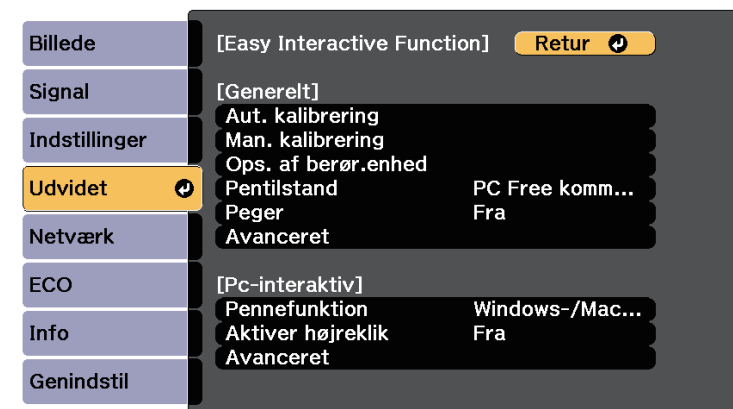 Billede
Signal
Indstillinger
Udvidet
Netværk
ECO
Info
Genindstil
[Easy Interactive Function] Retur
[Generelt]
Aut. kalibrering
Man. kalibrering
Ops. af berør.enhed
Pentilstand PC Free komm...
Peger Fra
Avanceret
[Pc-interaktiv]
Pennefunktion Windows-/Mac...
Aktiver højreklik Fra
Avanceret